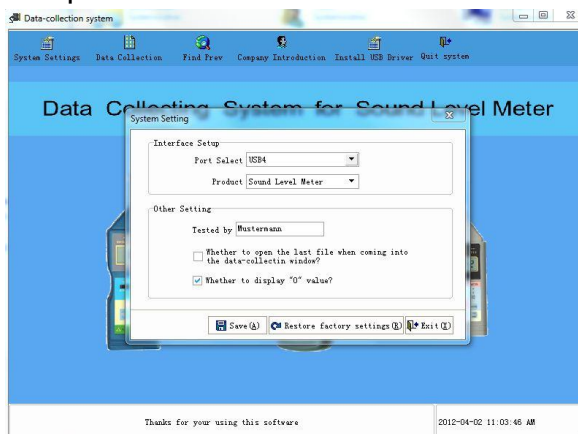 Data-collection system
System Settings Data Collection Find Prev Company Introduction Install USB Driver Quit system
Data Collecting System for Sound Level Meter
System Setting
Interface Setup
Port Select USB4
Product Sound Level Meter
Other Setting
Tested by Mustermann
Whether to open the last file when coming into
the data-collectin window?
Whether to display "0" value?
Save(A) Restore factory settings(R) Exit(X)
Thanks for your using this software 2012-04-02 11:03:46 AM